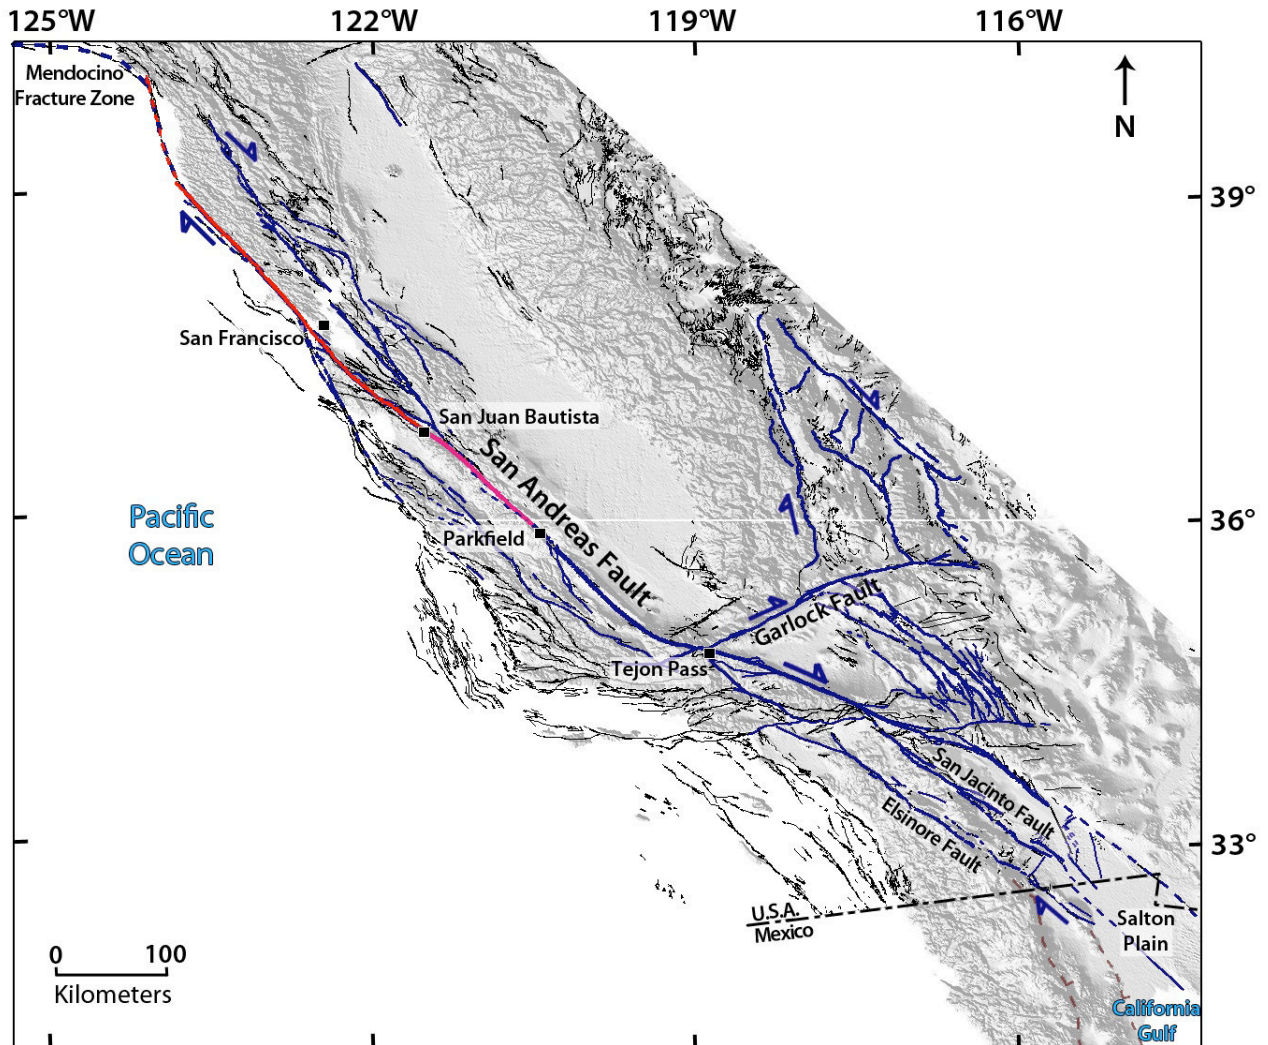 125°W 122°W 119°W 116°W
Mendocino
Fracture Zone
N
39°
San Francisco
San Juan Bautista
San Andreas Fault
Pacific
Ocean
36°
Parkfield
Garlock Fault
Tejon Pass
San Jacinto Fault
Elsinore Fault
33°
U.S.A.
Mexico
Salton
Plain
0 100
Kilometers
California
Gulf